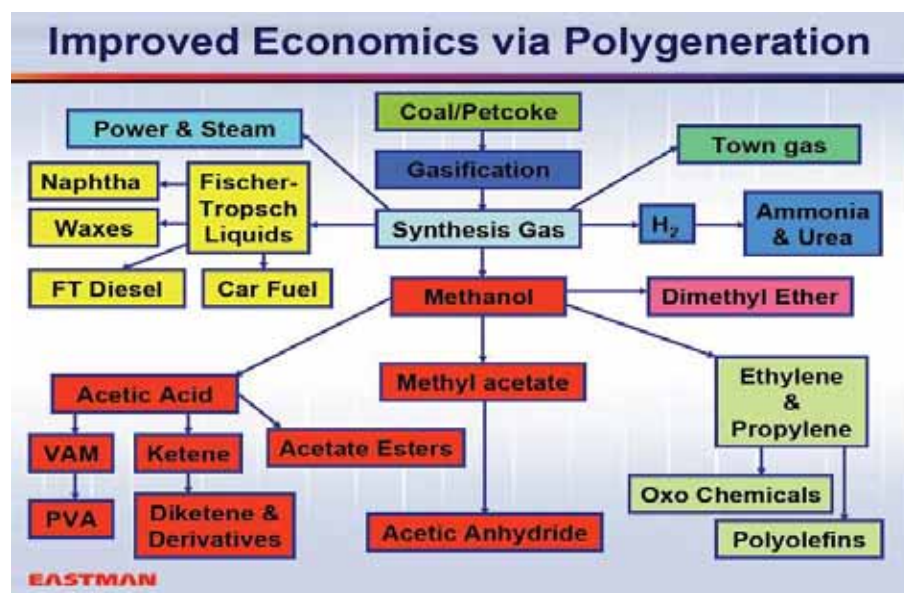 Improved Economics via Polygeneration
Coal/Petcoke
Power & Steam
Town gas
Gasification
Naphtha
Fischer-
Tropsch
Liquids
Waxes
Synthesis Gas
H2
Ammonia
& Urea
FT Diesel
Car Fuel
Methanol
Dimethyl Ether
Acetic Acid
Methyl acetate
Ethylene
&
Propylene
VAM
Ketene
Acetate Esters
Oxo Chemicals
PVA
Diketene &
Derivatives
Acetic Anhydride
Polyolefins
EASTMAN